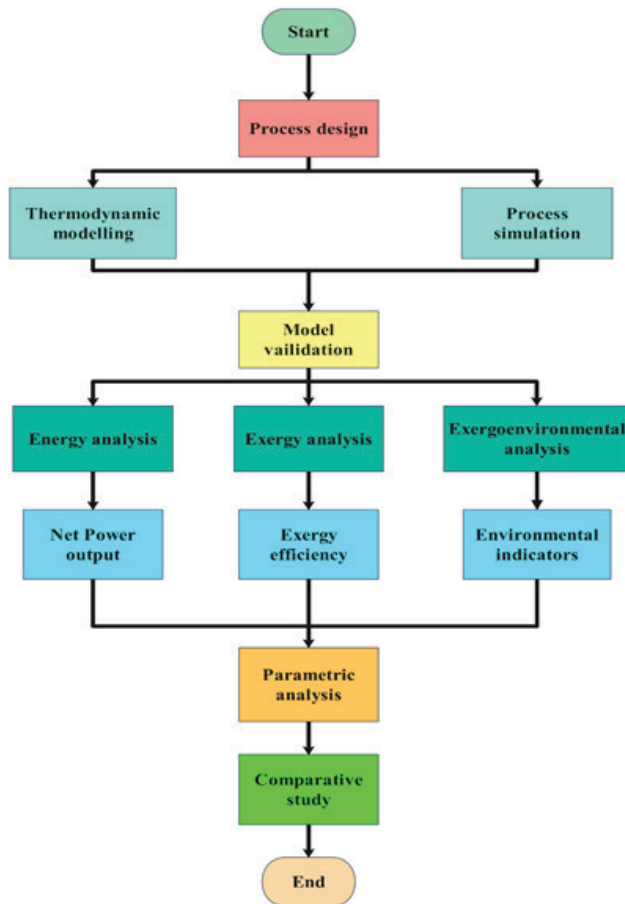 Start
Process design
Thermodynamic
modelling
Process
simulation
Model
vailidation
Energy analysis
Exergy analysis
Exergoenvironmental
analysis
Net Power
output
Exergy
efficiency
Environmental
indicators
Parametric
analysis
Comparative
study
End